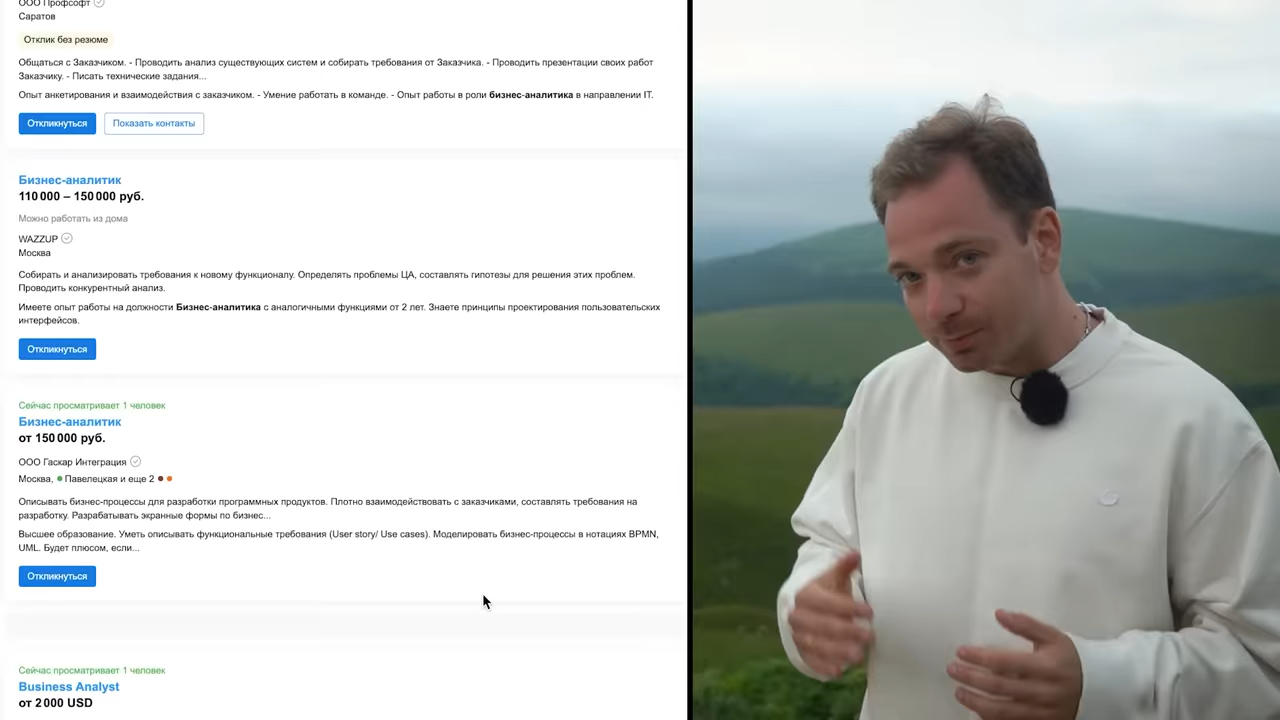 ООО Профсофт
Саратов
Отклик без резюме
Общаться с Заказчиком. - Проводить анализ существующих систем и собирать требования от Заказчика. - Проводить презентации своих работ
Заказчику. - Писать технические задания...
Опыт анкетирования и взаимодействия с заказчиком. - Умение работать в команде. - Опыт работы в роли бизнес-аналитика в направлении IT.
Откликнуться Показать контакты
Бизнес-аналитик
110 000 – 150 000 руб.
Можно работать из дома
WAZZUP
Москва
Собирать и анализировать требования к новому функционалу. Определять проблемы ЦА, составлять гипотезы для решения этих проблем.
Проводить конкурентный анализ.
Имеете опыт работы на должности Бизнес-аналитика с аналогичными функциями от 2 лет. Знаете принципы проектирования пользовательских
интерфейсов.
Откликнуться
Сейчас просматривает 1 человек
Бизнес-аналитик
от 150 000 руб.
ООО Гаскар Интеграция
Москва, Павелецкая и еще 2
Описывать бизнес-процессы для разработки программных продуктов. Плотно взаимодействовать с заказчиками, составлять требования на
разработку. Разрабатывать экранные формы по бизнес...
Высшее образование. Уметь описывать функциональные требования (User story/ Use cases). Моделировать бизнес-процессы в нотациях BPMN,
UML. Будет плюсом, если...
Откликнуться
Сейчас просматривает 1 человек
Business Analyst
от 2 000 USD